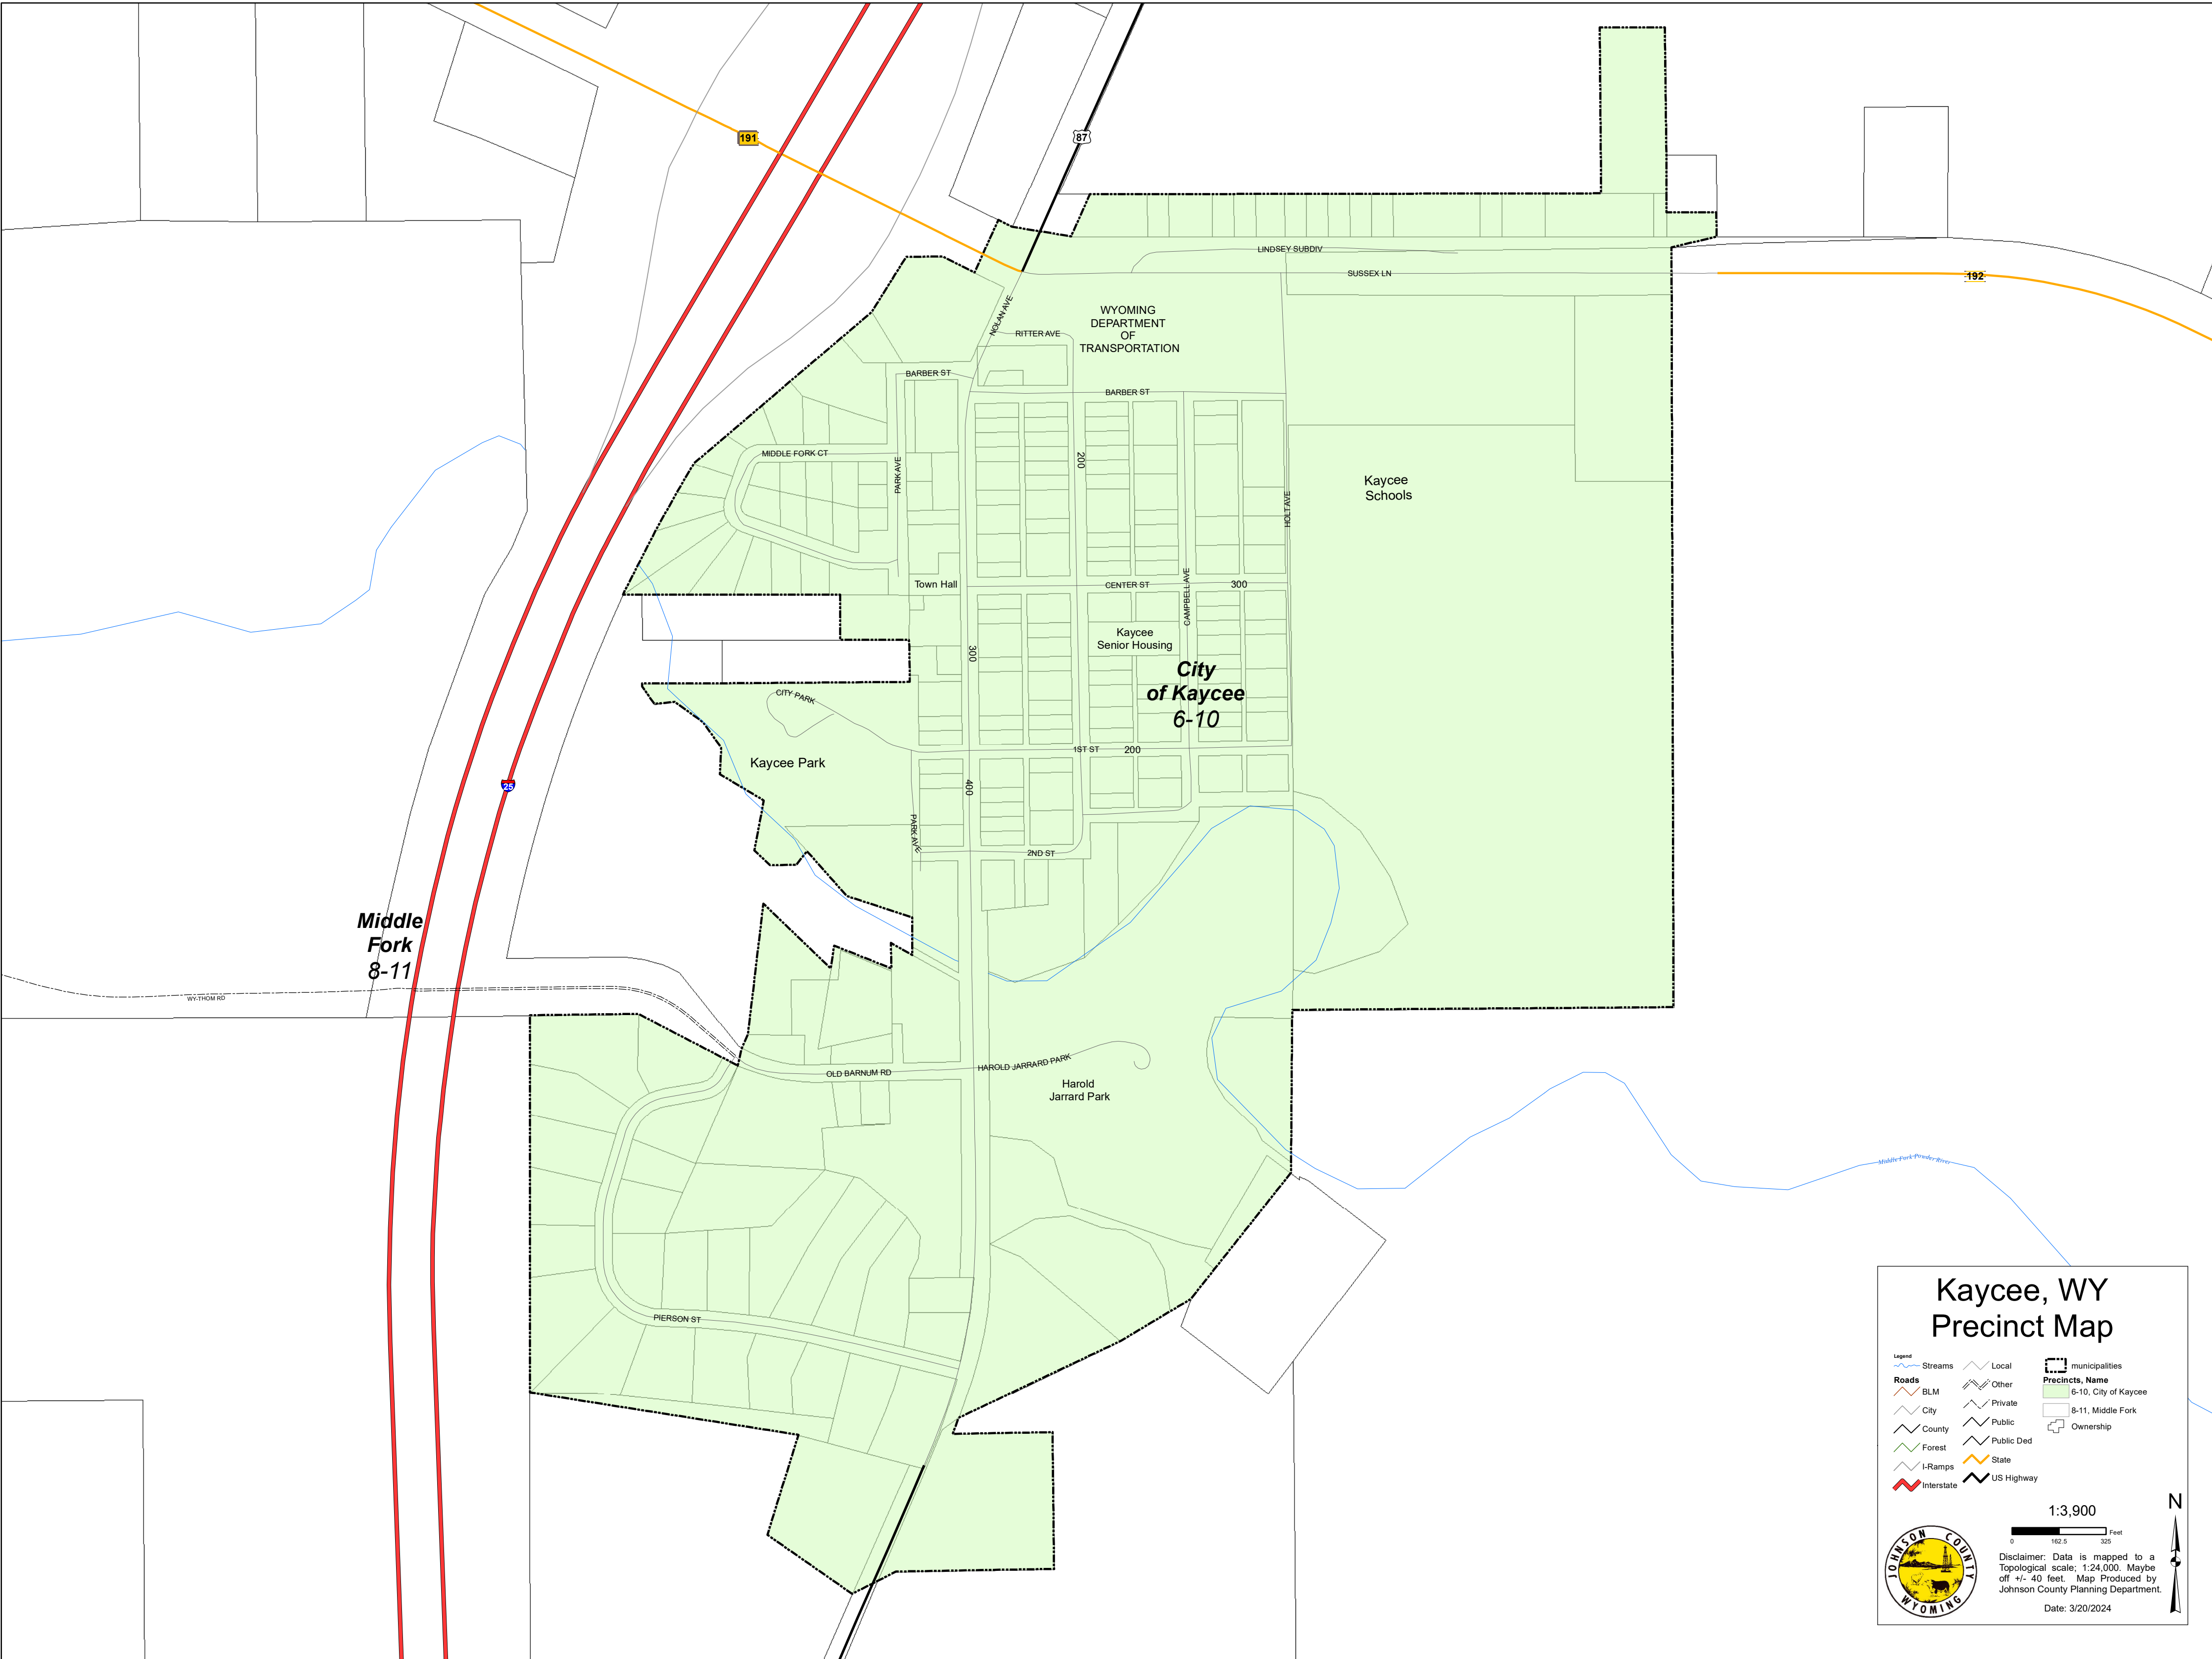 191
87
LINDSEY SUBDIV
SUSSEX LN
192
NOLAN AVE
WYOMING
DEPARTMENT
OF
TRANSPORTATION
RITTER AVE
BARBER ST
BARBER ST
MIDDLE FORK CT
PARK AVE
200
HOLT AVE
Kaycee
Schools
Town Hall
CENTER ST
CAMPBELL AVE
300
Kaycee
Senior Housing
300
City
of Kaycee
6-10
CITY PARK
1ST ST
200
Kaycee Park
25
400
PARK AVE
2ND ST
Middle
Fork
8-11
WY-THOM RD
OLD BARNUM RD
HAROLD JARRARD PARK
Harold
Jarrard Park
Middle Fork Powder River
PIERSON ST
Kaycee, WY
Precinct Map
Legend
Streams
Roads
BLM
City
County
Forest
I-Ramps
Interstate
Local
Other
Private
Public
Public Ded
State
US Highway
municipalities
Precincts, Name
6-10, City of Kaycee
8-11, Middle Fork
Ownership
1:3,900
Feet
0 162.5 325
N
JOHNSON COUNTY
WYOMING
Disclaimer: Data is mapped to a
Topological scale; 1:24,000. Maybe
off +/- 40 feet. Map Produced by
Johnson County Planning Department.
Date: 3/20/2024